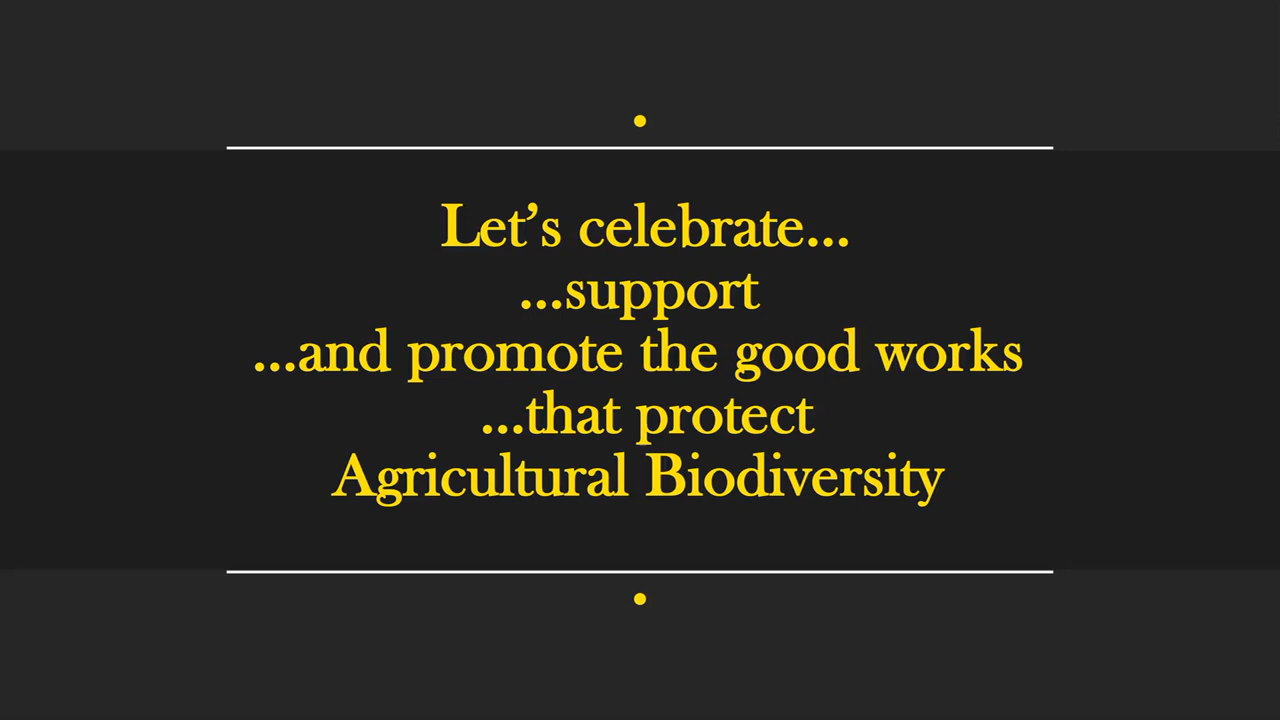 Let’s celebrate...
...support
...and promote the good works
...that protect
Agricultural Biodiversity